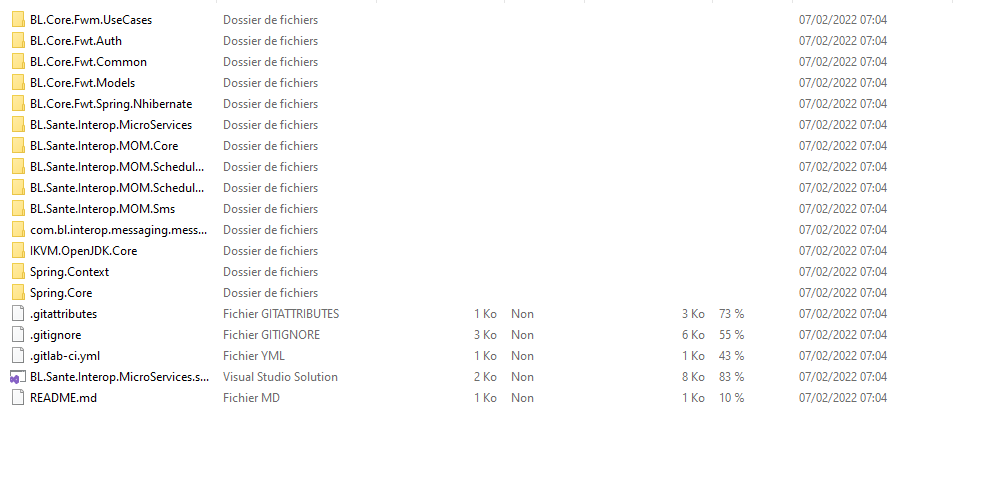 BL.Core.Fwm.UseCases Dossier de fichiers 07/02/2022 07:04
BL.Core.Fwt.Auth Dossier de fichiers 07/02/2022 07:04
BL.Core.Fwt.Common Dossier de fichiers 07/02/2022 07:04
BL.Core.Fwt.Models Dossier de fichiers 07/02/2022 07:04
BL.Core.Fwt.Spring.Nhibernate Dossier de fichiers 07/02/2022 07:04
BL.Sante.Interop.MicroServices Dossier de fichiers 07/02/2022 07:04
BL.Sante.Interop.MOM.Core Dossier de fichiers 07/02/2022 07:04
BL.Sante.Interop.MOM.Schedul... Dossier de fichiers 07/02/2022 07:04
BL.Sante.Interop.MOM.Schedul... Dossier de fichiers 07/02/2022 07:04
BL.Sante.Interop.MOM.Sms Dossier de fichiers 07/02/2022 07:04
com.bl.interop.messaging.mess... Dossier de fichiers 07/02/2022 07:04
IKVM.OpenJDK.Core Dossier de fichiers 07/02/2022 07:04
Spring.Context Dossier de fichiers 07/02/2022 07:04
Spring.Core Dossier de fichiers 07/02/2022 07:04
.gitattributes Fichier GITATTRIBUTES 1 Ko Non 3 Ko 73 % 07/02/2022 07:04
.gitignore Fichier GITIGNORE 3 Ko Non 6 Ko 55 % 07/02/2022 07:04
.gitlab-ci.yml Fichier YML 1 Ko Non 1 Ko 43 % 07/02/2022 07:04
BL.Sante.Interop.MicroServices.s... Visual Studio Solution 2 Ko Non 8 Ko 83 % 07/02/2022 07:04
README.md Fichier MD 1 Ko Non 1 Ko 10 % 07/02/2022 07:04